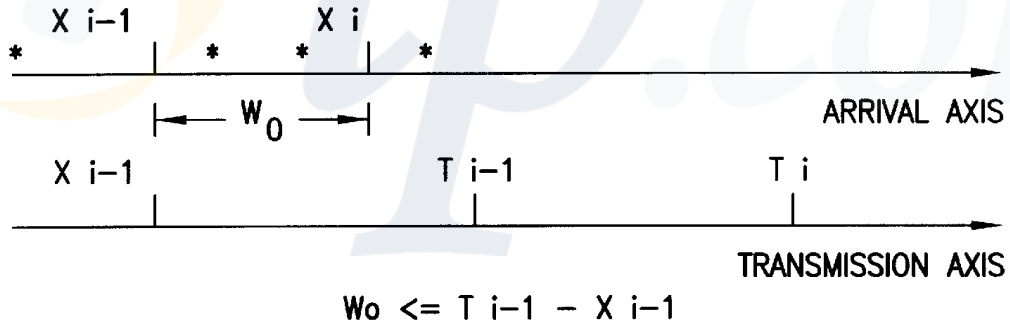 X i-1 X i
* * * *
W0
ARRIVAL AXIS
X i-1 T i-1 T i
TRANSMISSION AXIS
Wo <= T i-1 - X i-1